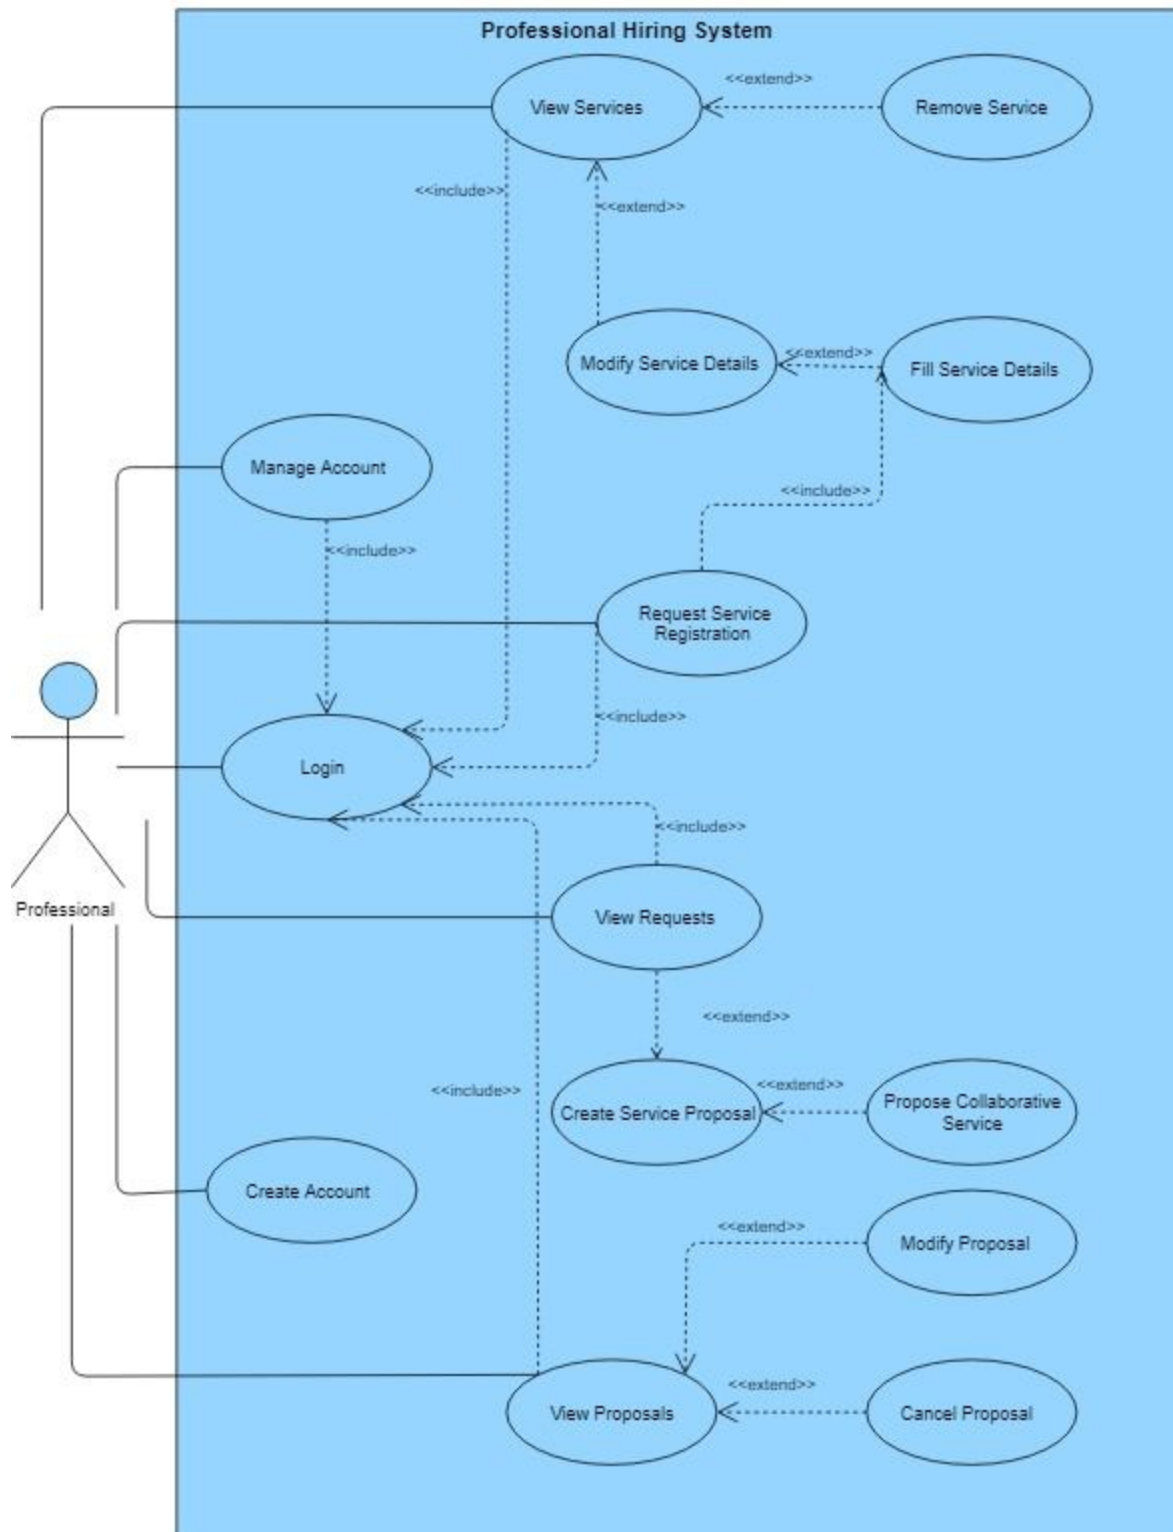 Professional Hiring System
<<extend>>
View Services
Remove Service
<<include>>
<<extend>>
Modify Service Details
<<extend>>
Fill Service Details
Manage Account
<<include>>
<<include>>
Request Service
Registration
<<include>>
Login
<<include>>
Professional
View Requests
<<extend>>
<<include>>
<<extend>>
Create Service Proposal
Propose Collaborative
Service
Create Account
<<extend>>
Modify Proposal
<<extend>>
View Proposals
Cancel Proposal